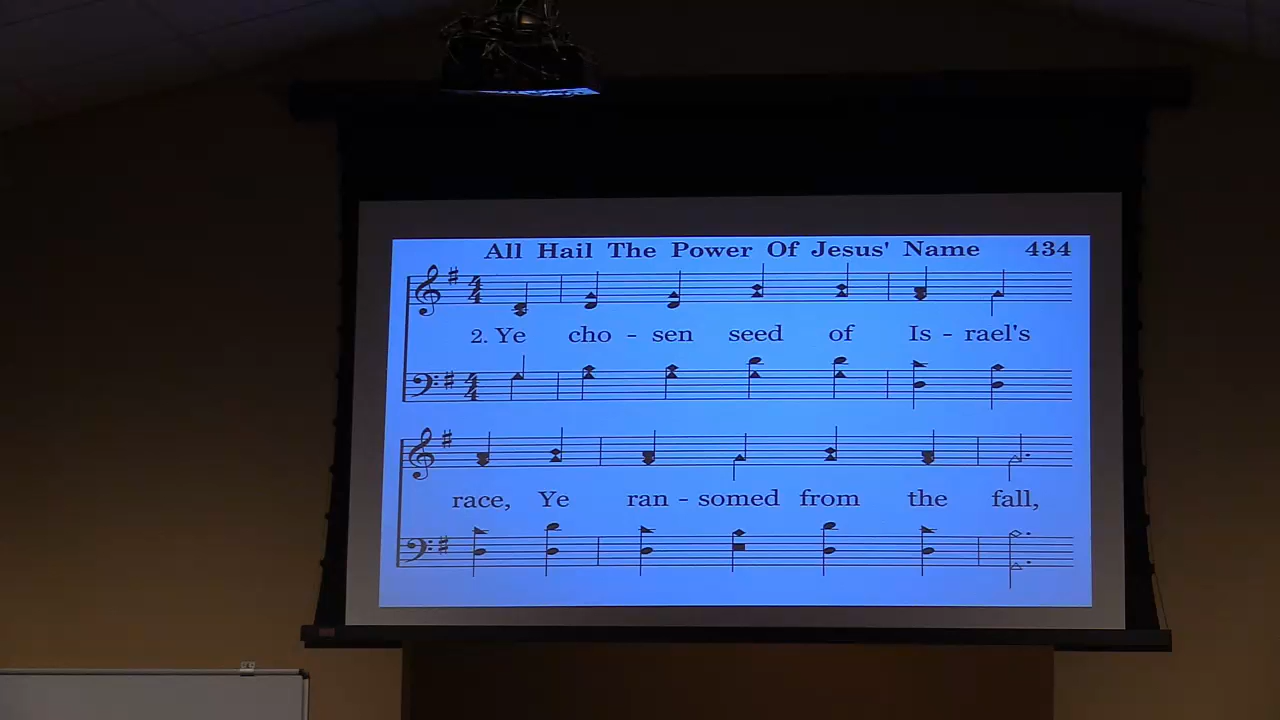 All Hail The Power Of Jesus' Name 434
2. Ye cho - sen seed of Is - rael's
race, Ye ran - somed from the fall,